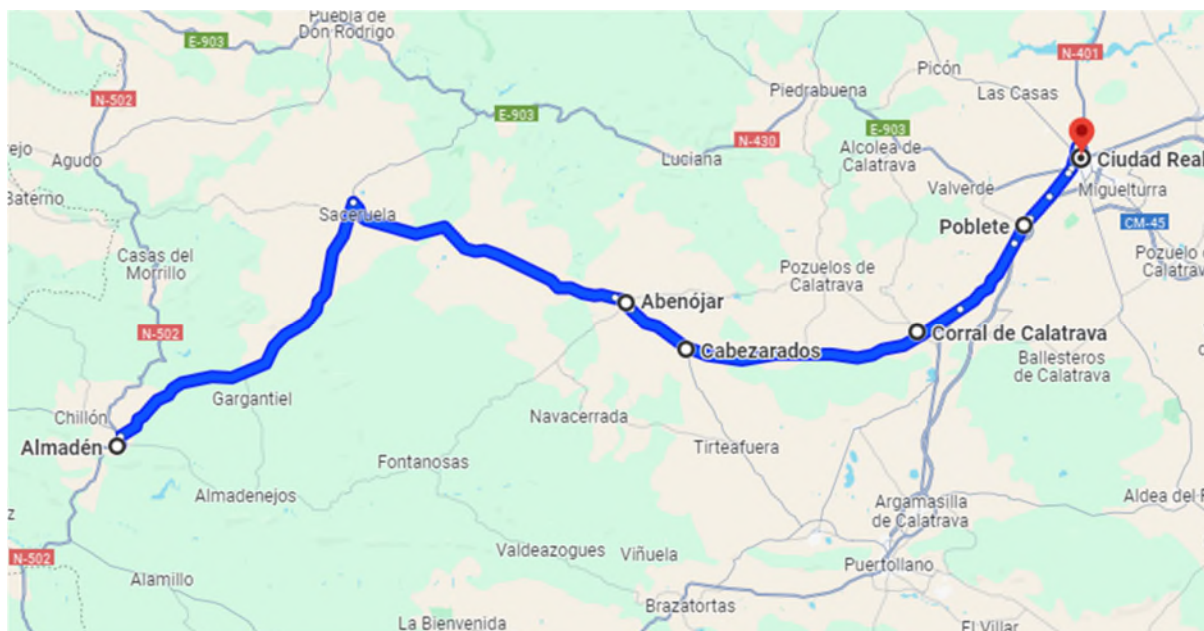 Puebla de
Don Rodrigo
E-903
N-401
Picón
Las Casas
Piedrabuena
N-502
E-903
E-903
N-430
Luciana
Alcolea de
Calatrava
Ciudad Real
Agudo
Valverde
Miguelturra
Baterno
Saceruela
Poblete
CM-45
Casas del
Morrillo
Pozuelos de
Calatrava
Abenójar
N-502
Corral de Calatrava
Cabezarados
Ballesteros
de Calatrava
Gargantiel
Chillón
Navacerrada
Almadén
Tirteafuera
Fontanosas
Almadenejos
Argamasilla
de Calatrava
Valdeazogues
Viñuela
N-502
Puertollano
Alamillo
Brazatortas
La Bienvenida
El Villar